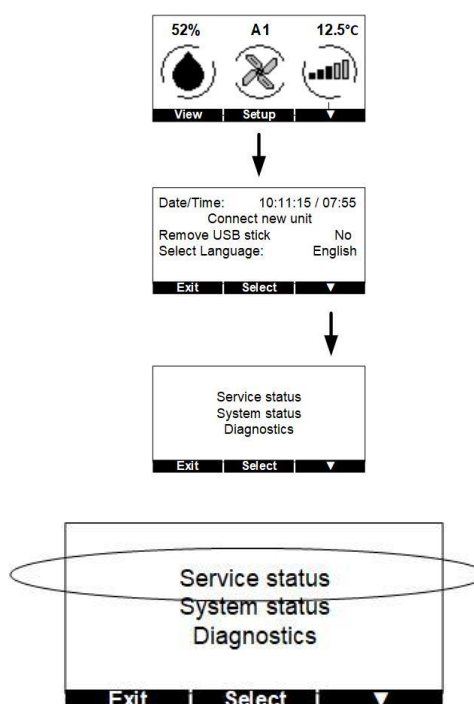 52% A1 12.5°C
View Setup ▼
Date/Time: 10:11:15 / 07:55
Connect new unit
Remove USB stick No
Select Language: English
Exit Select ▼
Service status
System status
Diagnostics
Exit Select ▼
Service status
System status
Diagnostics
Exit Select ▼